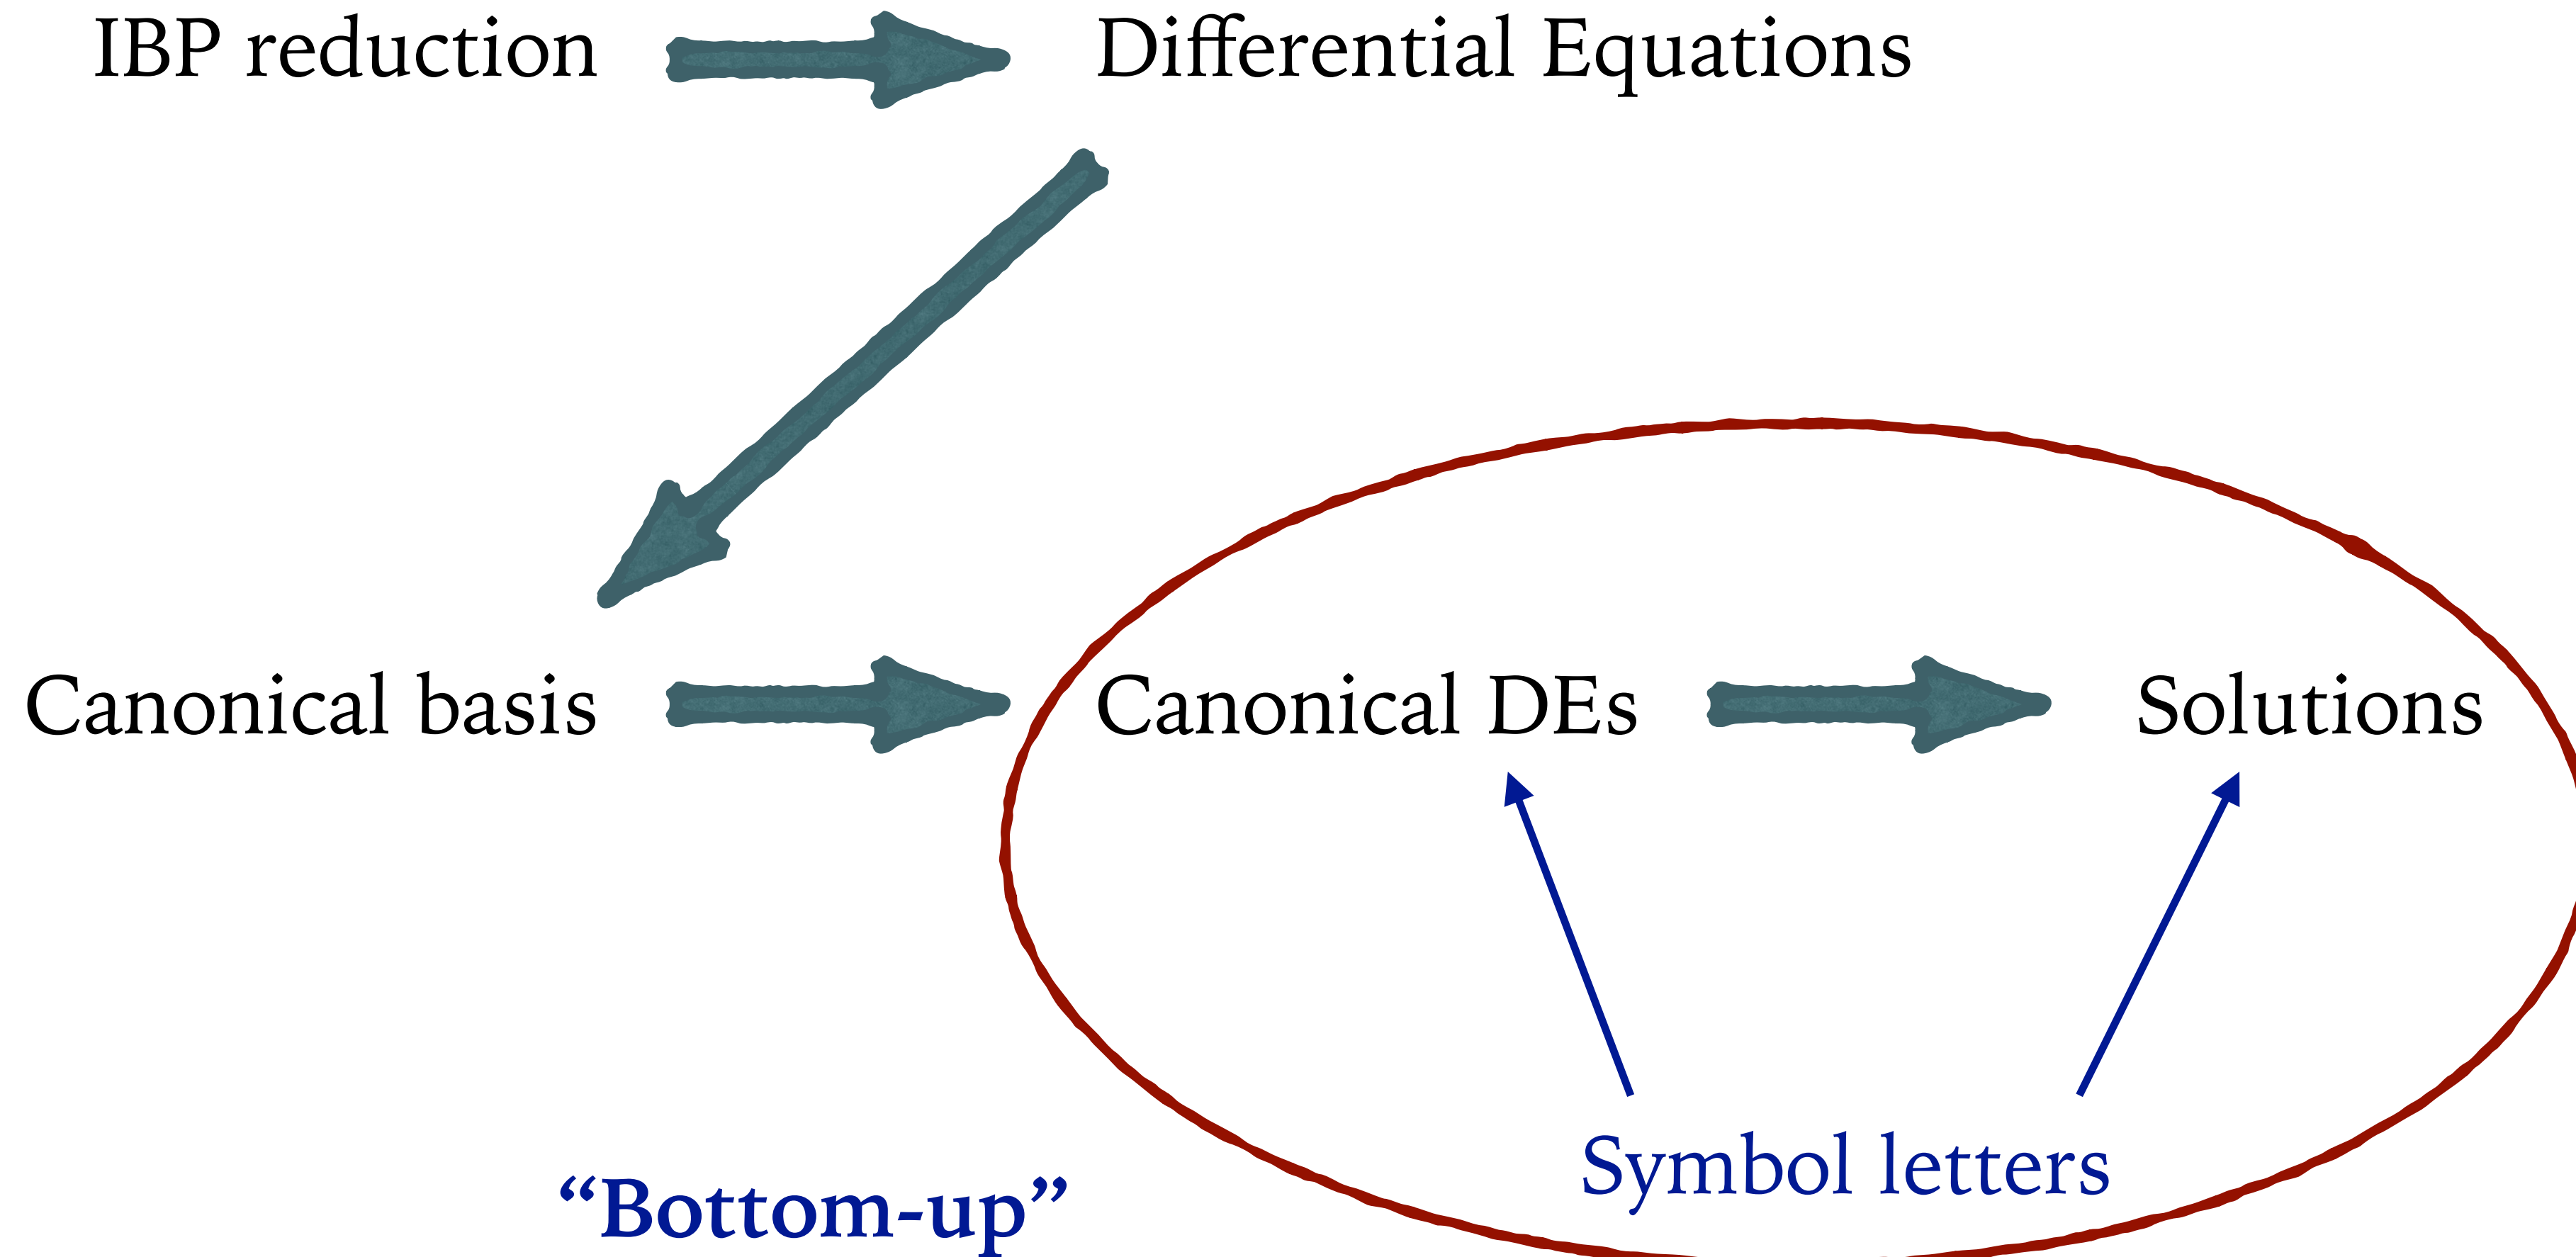 IBP reduction
Differential Equations
Canonical basis
Canonical DEs
Solutions
Symbol letters
“Bottom-up”